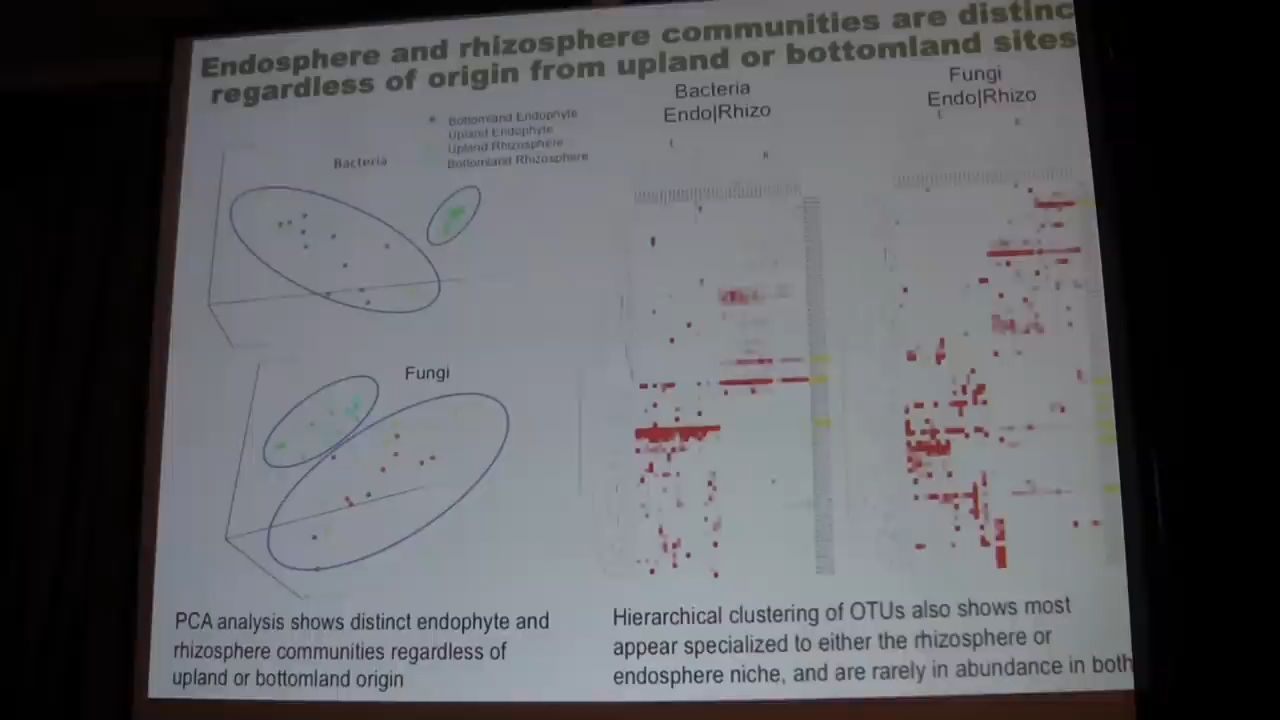 Endosphere and rhizosphere communities are distinc
regardless of origin from upland or bottomland sites
Bacteria
Endo|Rhizo
Fungi
Endo|Rhizo
Bottomland Endophyte
Upland Endophyte
Upland Rhizosphere
Bottomland Rhizosphere
Bacteria
Fungi
PCA analysis shows distinct endophyte and
rhizosphere communities regardless of
upland or bottomland origin
Hierarchical clustering of OTUs also shows most
appear specialized to either the rhizosphere or
endosphere niche, and are rarely in abundance in both